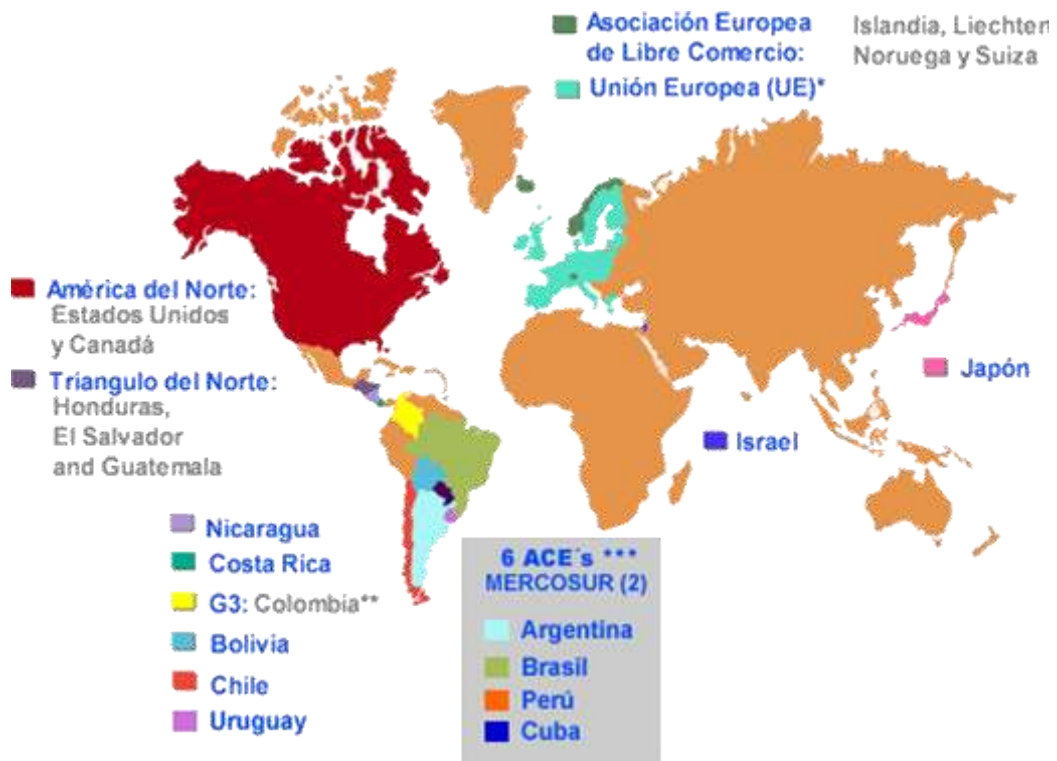 Asociación Europea
de Libre Comercio:
Islandia, Liechten
Noruega y Suiza
Unión Europea (UE)*
América del Norte:
Estados Unidos
y Canadá
Triangulo del Norte:
Honduras,
El Salvador
and Guatemala
Japón
Israel
Nicaragua
Costa Rica
G3: Colombia**
Bolivia
Chile
Uruguay
6 ACE´s ***
MERCOSUR (2)
Argentina
Brasil
Perú
Cuba